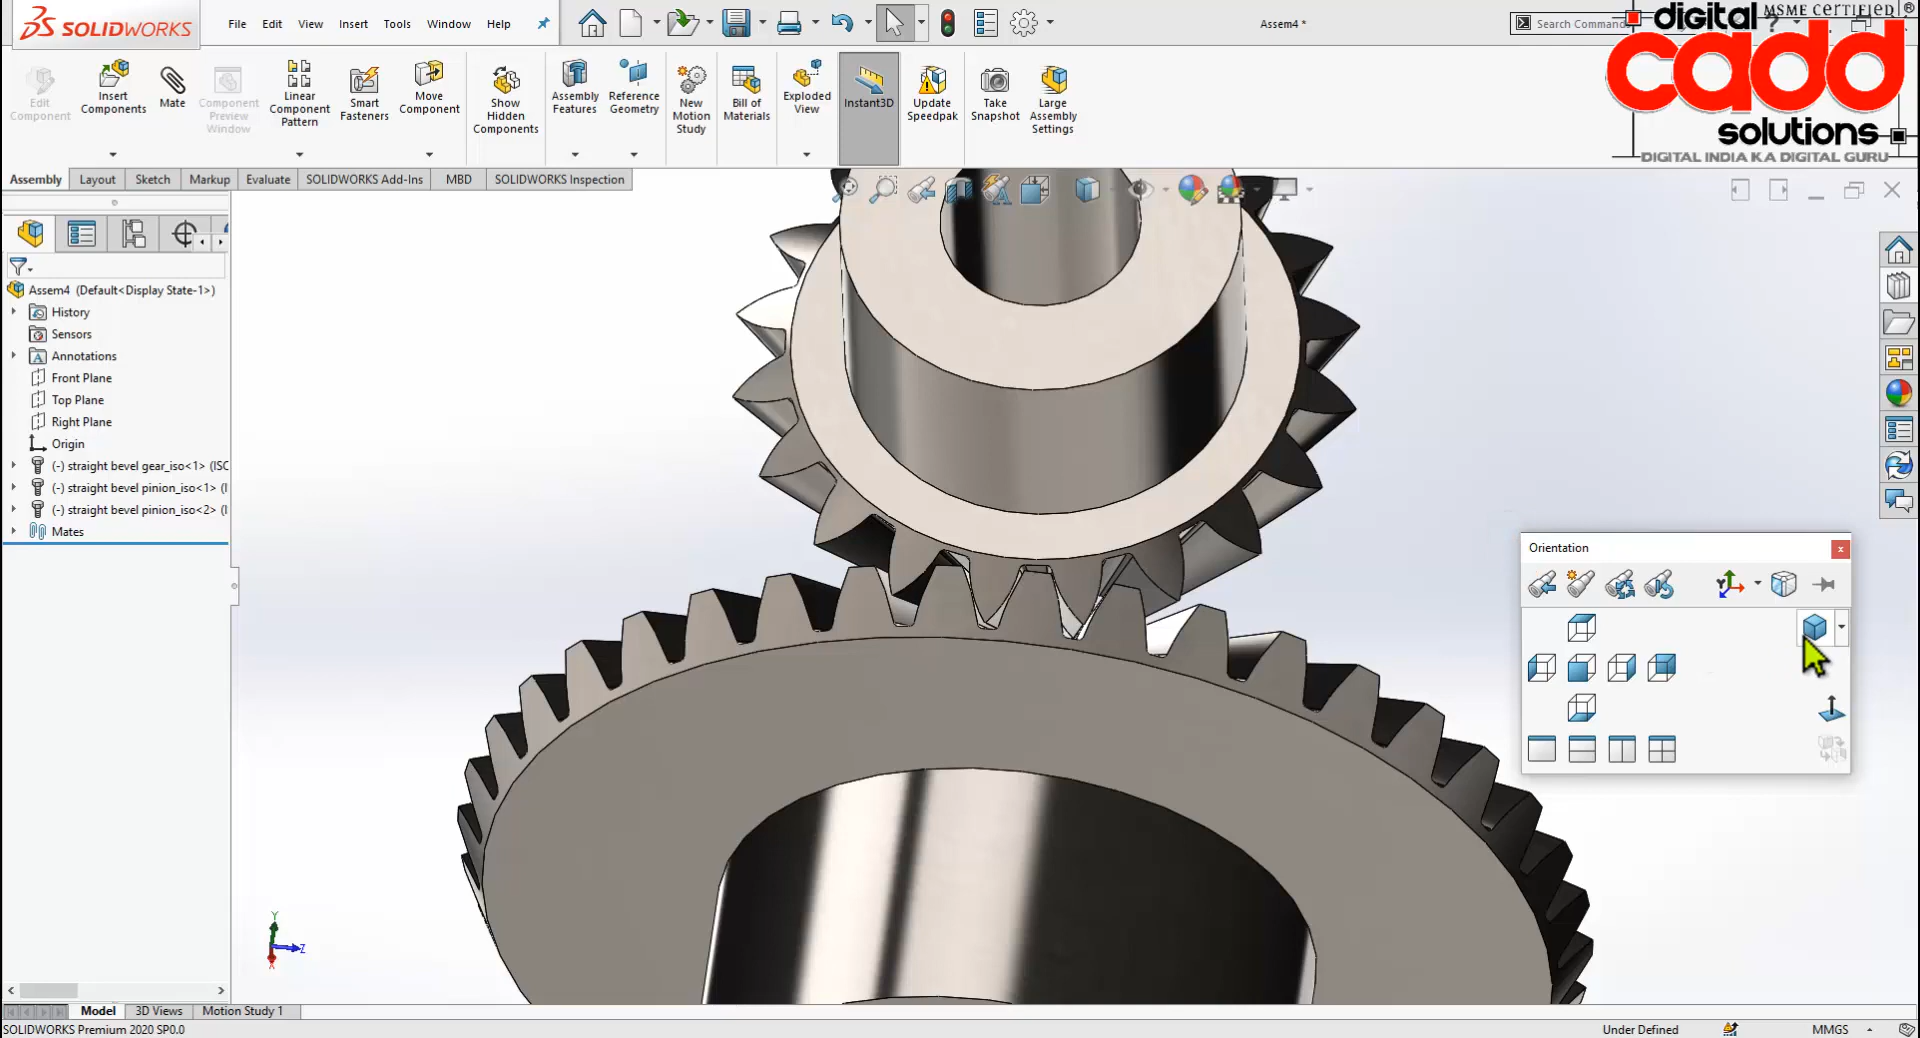 SOLIDWORKS
File Edit View Insert Tools Window Help
Assem4 *
digital
MSME CERTIFIED ®
cadd
solutions
DIGITAL INDIA KA DIGITAL GURU
Edit Component
Insert Components
Mate
Component Preview Window
Linear Component Pattern
Smart Fasteners
Move Component
Show Hidden Components
Assembly Features
Reference Geometry
New Motion Study
Bill of Materials
Exploded View
Instant3D
Update Speedpak
Take Snapshot
Large Assembly Settings
Assembly Layout Sketch Markup Evaluate SOLIDWORKS Add-Ins MBD SOLIDWORKS Inspection
Assem4 (Default<Display State-1>)
History
Sensors
Annotations
Front Plane
Top Plane
Right Plane
Origin
(-) straight bevel gear_iso<1> (ISC
(-) straight bevel pinion_iso<1> (I
(-) straight bevel pinion_iso<2> (I
Mates
Orientation
Y
Z
X
Model 3D Views Motion Study 1
SOLIDWORKS Premium 2020 SP0.0
Under Defined
MMGS